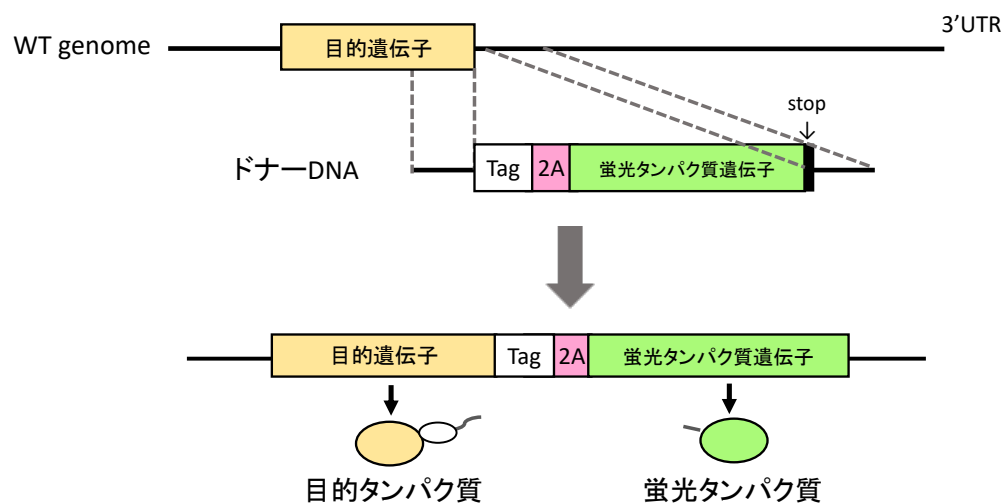 3'UTR
WT genome
目的遺伝子
stop
↓
ドナーDNA
Tag
2A
蛍光タンパク質遺伝子
目的遺伝子
Tag
2A
蛍光タンパク質遺伝子
目的タンパク質
蛍光タンパク質